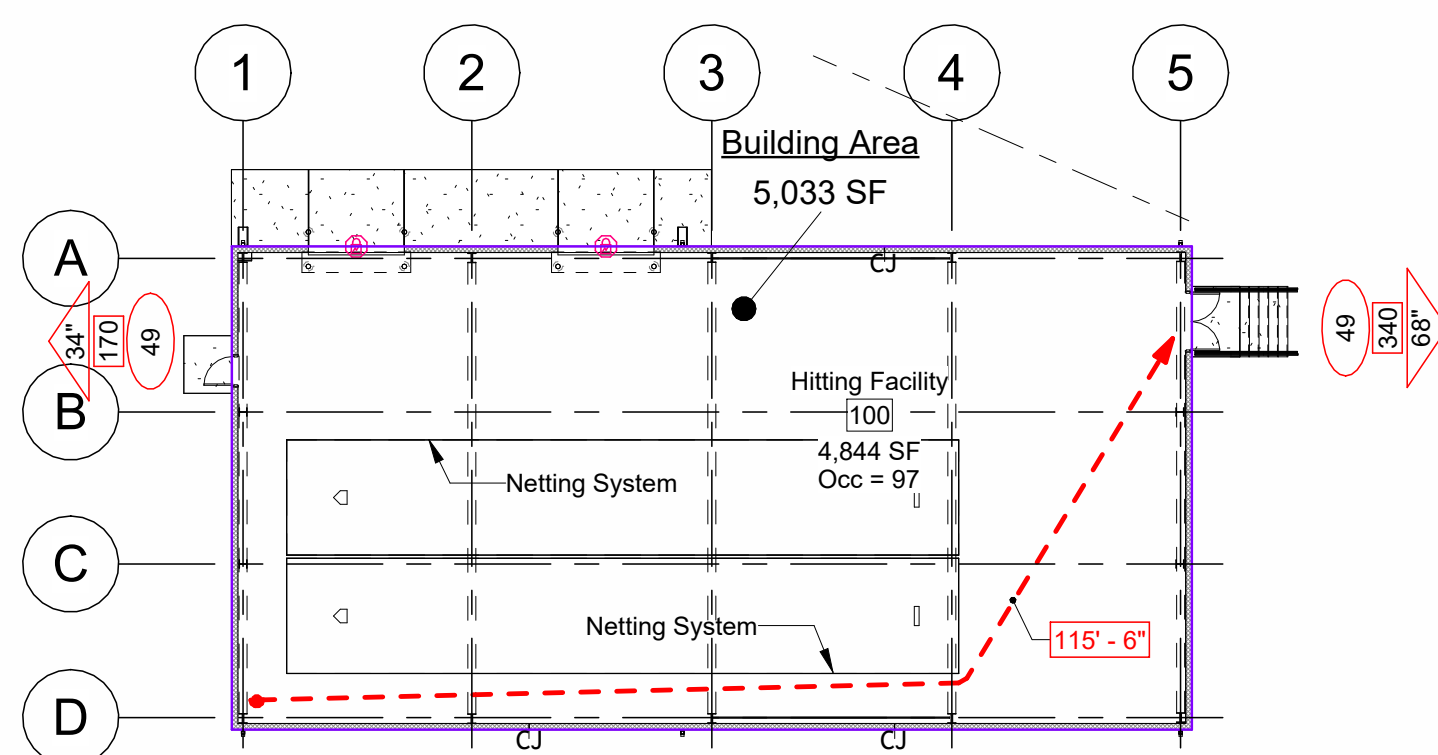 1
2
3
4
5
Building Area
5,033 SF
A
CJ
34"
170
49
49
340
68"
B
Hitting Facility
100
4,844 SF
Occ = 97
Netting System
C
Netting System
115' - 6"
D
CJ
CJ